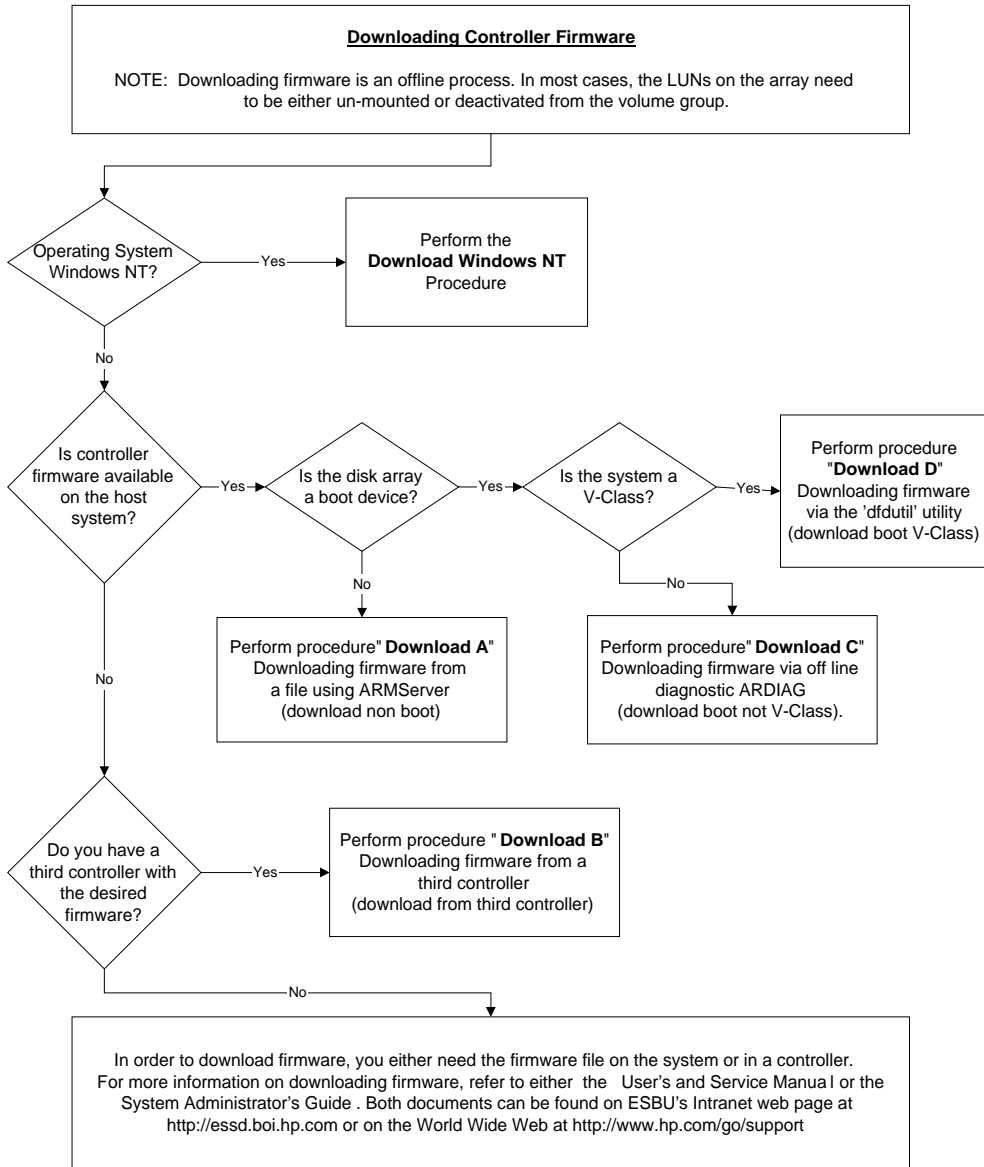 Downloading Controller Firmware
NOTE: Downloading firmware is an offline process. In most cases, the LUNs on the array need
to be either un-mounted or deactivated from the volume group.
Operating System
Windows NT?
Yes
Perform the
Download Windows NT
Procedure
No
Is controller
firmware available
on the host
system?
Yes
Is the disk array
a boot device?
Yes
Is the system a
V-Class?
Yes
Perform procedure
"Download D"
Downloading firmware
via the 'dfdutil' utility
(download boot V-Class)
No
Perform procedure" Download A"
Downloading firmware from
a file using ARMServer
(download non boot)
No
Perform procedure" Download C"
Downloading firmware via off line
diagnostic ARDIAG
(download boot not V-Class).
No
Do you have a
third controller with
the desired
firmware?
Yes
Perform procedure " Download B"
Downloading firmware from a
third controller
(download from third controller)
No
In order to download firmware, you either need the firmware file on the system or in a controller.
For more information on downloading firmware, refer to either the User's and Service Manual or the
System Administrator's Guide . Both documents can be found on ESBU's Intranet web page at
http://essd.boi.hp.com or on the World Wide Web at http://www.hp.com/go/support